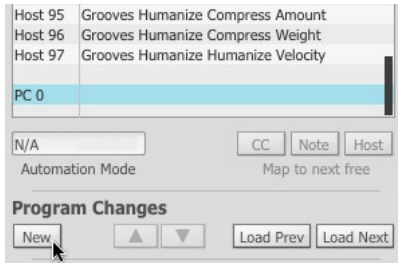 Host 95 Grooves Humanize Compress Amount
Host 96 Grooves Humanize Compress Weight
Host 97 Grooves Humanize Humanize Velocity
PC 0
N/A CC Note Host
Automation Mode Map to next free
Program Changes
New Load Prev Load Next